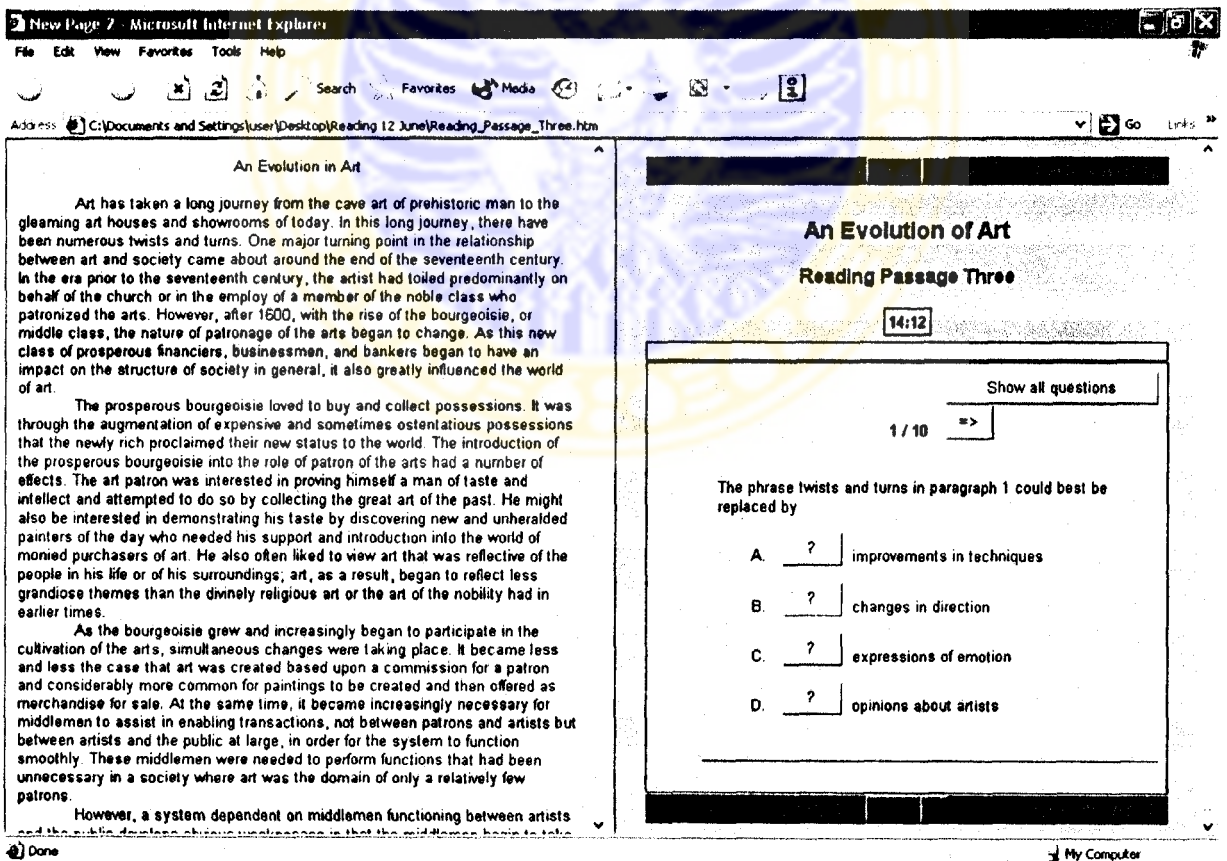 New Page 2 - Microsoft Internet Explorer
File Edit View Favorites Tools Help
Search Favorites Media
Address C:\Documents and Settings\user\Desktop\Reading 12 June\Reading_Passage_Three.htm Go Links »
An Evolution in Art
Art has taken a long journey from the cave art of prehistoric man to the
gleaming art houses and showrooms of today. In this long journey, there have
been numerous twists and turns. One major turning point in the relationship
between art and society came about around the end of the seventeenth century.
In the era prior to the seventeenth century, the artist had toiled predominantly on
behalf of the church or in the employ of a member of the noble class who
patronized the arts. However, after 1600, with the rise of the bourgeoisie, or
middle class, the nature of patronage of the arts began to change. As this new
class of prosperous financiers, businessmen, and bankers began to have an
impact on the structure of society in general, it also greatly influenced the world
of art.
The prosperous bourgeoisie loved to buy and collect possessions. It was
through the augmentation of expensive and sometimes ostentatious possessions
that the newly rich proclaimed their new status to the world. The introduction of
the prosperous bourgeoisie into the role of patron of the arts had a number of
effects. The art patron was interested in proving himself a man of taste and
intellect and attempted to do so by collecting the great art of the past. He might
also be interested in demonstrating his taste by discovering new and unheralded
painters of the day who needed his support and introduction into the world of
monied purchasers of art. He also often liked to view art that was reflective of the
people in his life or of his surroundings; art, as a result, began to reflect less
grandiose themes than the divinely religious art or the art of the nobility had in
earlier times.
As the bourgeoisie grew and increasingly began to participate in the
cultivation of the arts, simultaneous changes were taking place. It became less
and less the case that art was created based upon a commission for a patron
and considerably more common for paintings to be created and then offered as
merchandise for sale. At the same time, it became increasingly necessary for
middlemen to assist in enabling transactions, not between patrons and artists but
between artists and the public at large, in order for the system to function
smoothly. These middlemen were needed to perform functions that had been
unnecessary in a society where art was the domain of only a relatively few
patrons.
However, a system dependent on middlemen functioning between artists
and the public develops obvious weaknesses in that the middlemen begin to take
An Evolution of Art
Reading Passage Three
14:12
Show all questions
1 / 10 =>
The phrase twists and turns in paragraph 1 could best be
replaced by
A. ? improvements in techniques
B. ? changes in direction
C. ? expressions of emotion
D. ? opinions about artists
Done
My Computer